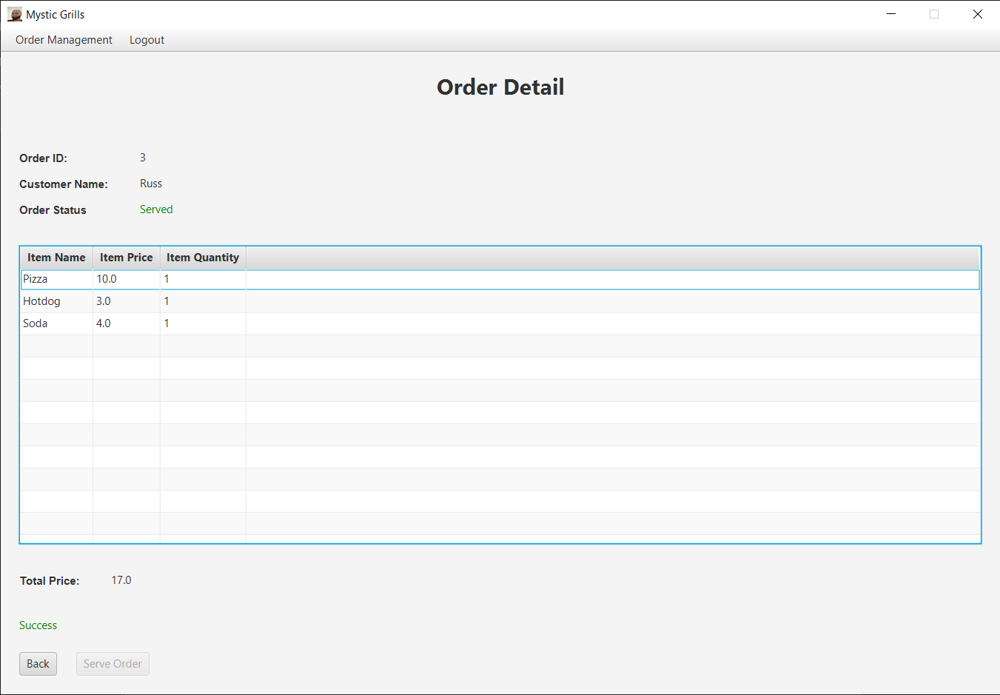 Mystic Grills
Order Management Logout
Order Detail
Order ID: 3
Customer Name: Russ
Order Status Served
Item Name Item Price Item Quantity
Pizza 10.0 1
Hotdog 3.0 1
Soda 4.0 1
Total Price: 17.0
Success
Back Serve Order